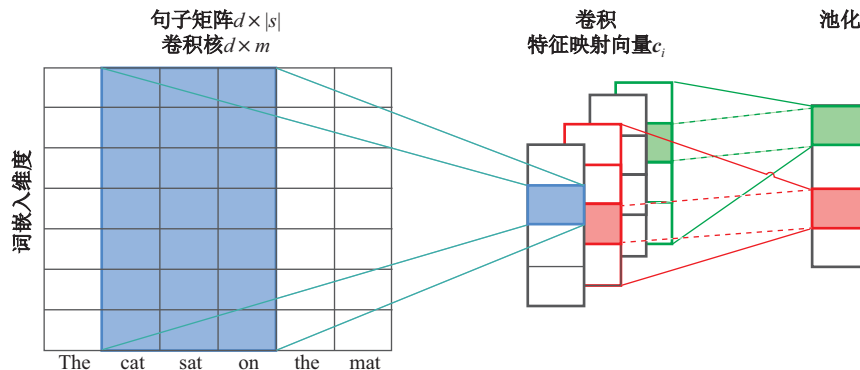 句子矩阵d×|s|
卷积核d×m
卷积
特征映射向量c_i
池化
词嵌入维度
The cat sat on the mat